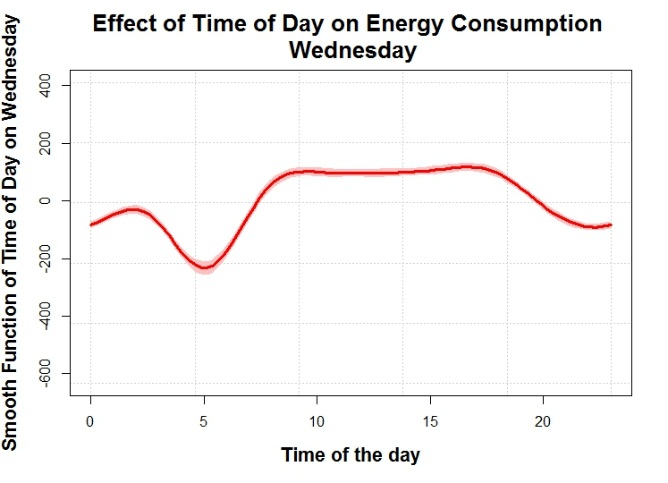 Effect of Time of Day on Energy Consumption
Wednesday
Smooth Function of Time of Day on Wednesday
400
200
0
-200
-400
-600
0 5 10 15 20
Time of the day